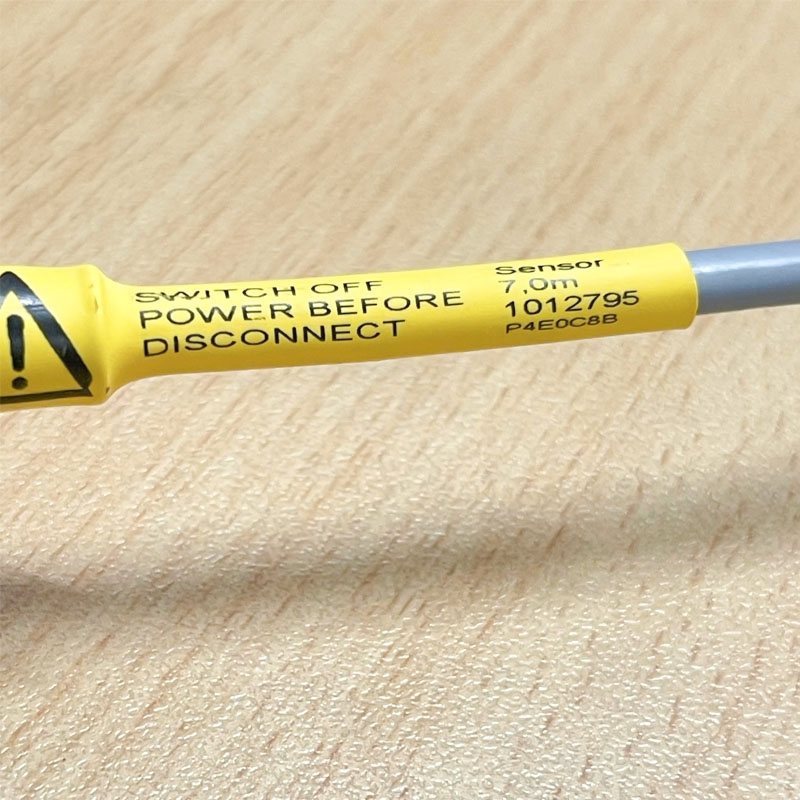 SWITCH OFF
POWER BEFORE
DISCONNECT
Sensor
7,0m
1012795
P4E0C8B